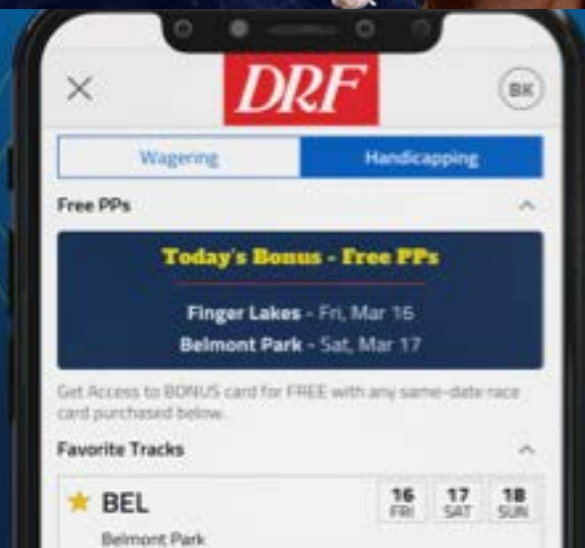 DRF
BK
Wagering
Handicapping
Free PPs
Today's Bonus - Free PPs
Finger Lakes - Fri, Mar 16
Belmont Park - Sat, Mar 17
Get Access to BONUS card for FREE with any same-date race
card purchased below.
Favorite Tracks
BEL
16 17 18
FRI SAT SUN
Belmont Park